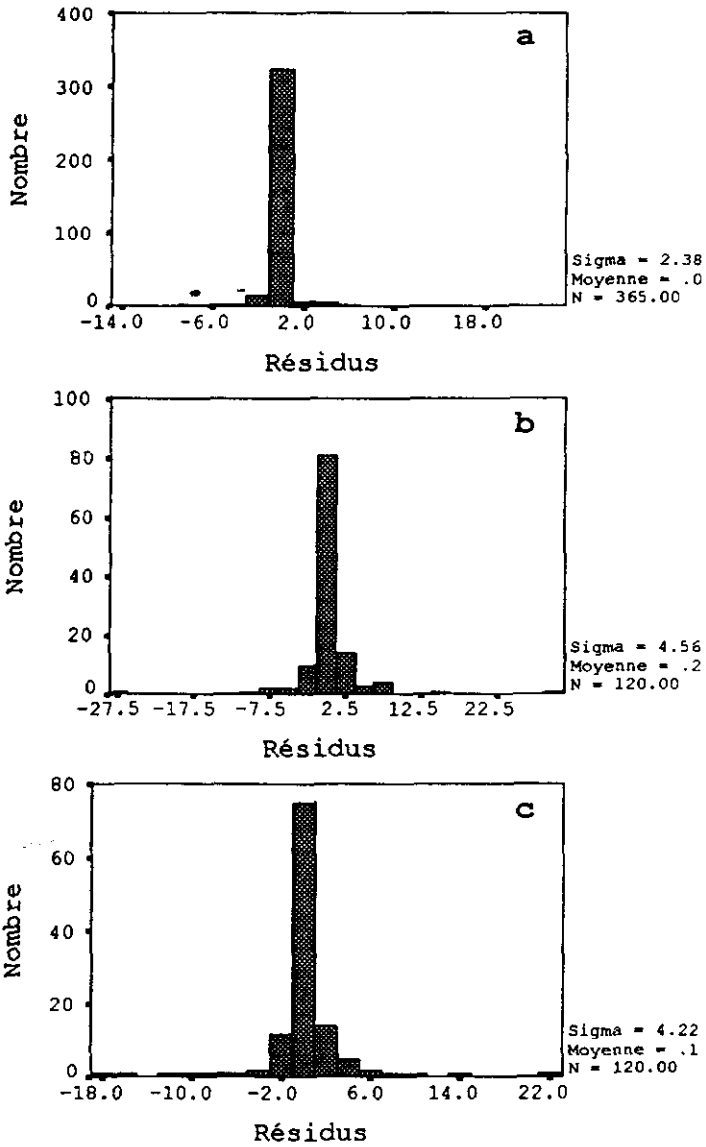 400
a
300
200
100
0
Nombre
Sigma = 2.38
Moyenne = .0
N = 365.00
-14.0 -6.0 2.0 10.0 18.0
Résidus
100
b
80
60
40
20
0
Nombre
Sigma = 4.56
Moyenne = .2
N = 120.00
-27.5 -17.5 -7.5 2.5 12.5 22.5
Résidus
80
c
60
40
20
0
Nombre
Sigma = 4.22
Moyenne = .1
N = 120.00
-18.0 -10.0 -2.0 6.0 14.0 22.0
Résidus